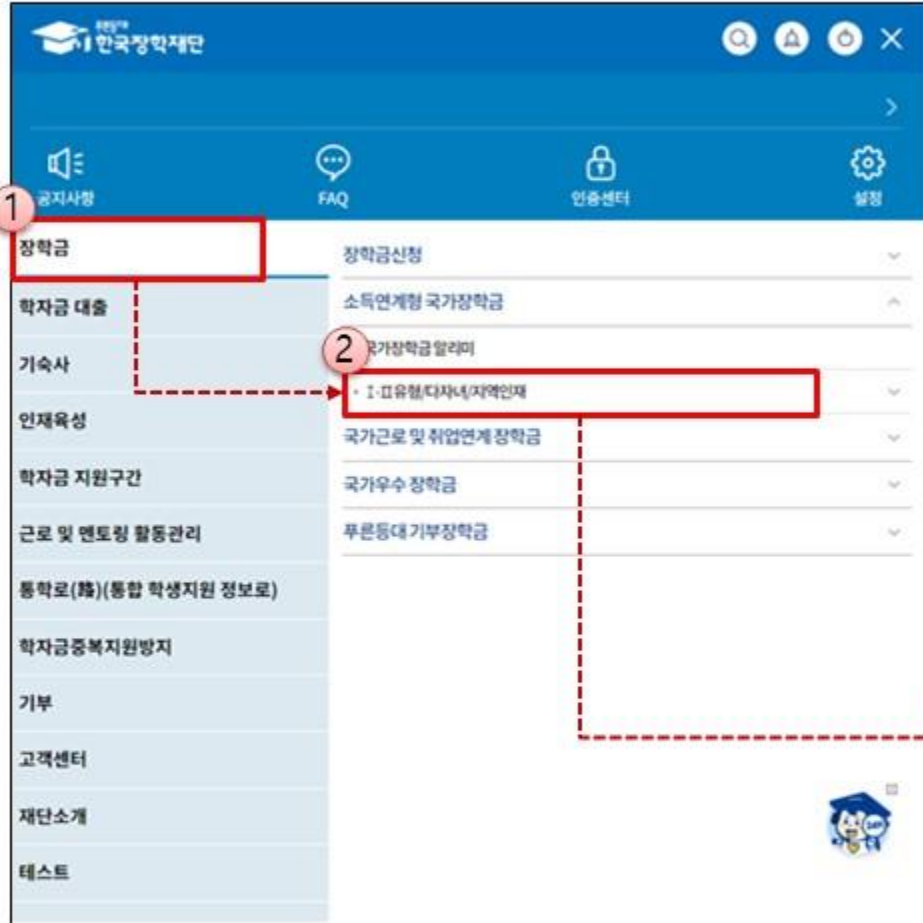 푸른등대
한국장학재단
공지사항
FAQ
인증센터
설정
1
장학금
학자금 대출
기숙사
인재육성
학자금 지원구간
근로 및 멘토링 활동관리
통학로(路)(통합 학생지원 정보로)
학자금중복지원방지
기부
고객센터
재단소개
테스트
장학금신청
소득연계형 국가장학금
2
국가장학금 알리미
· I·II유형/다자녀/지역인재
국가근로 및 취업연계 장학금
국가우수 장학금
푸른등대 기부장학금